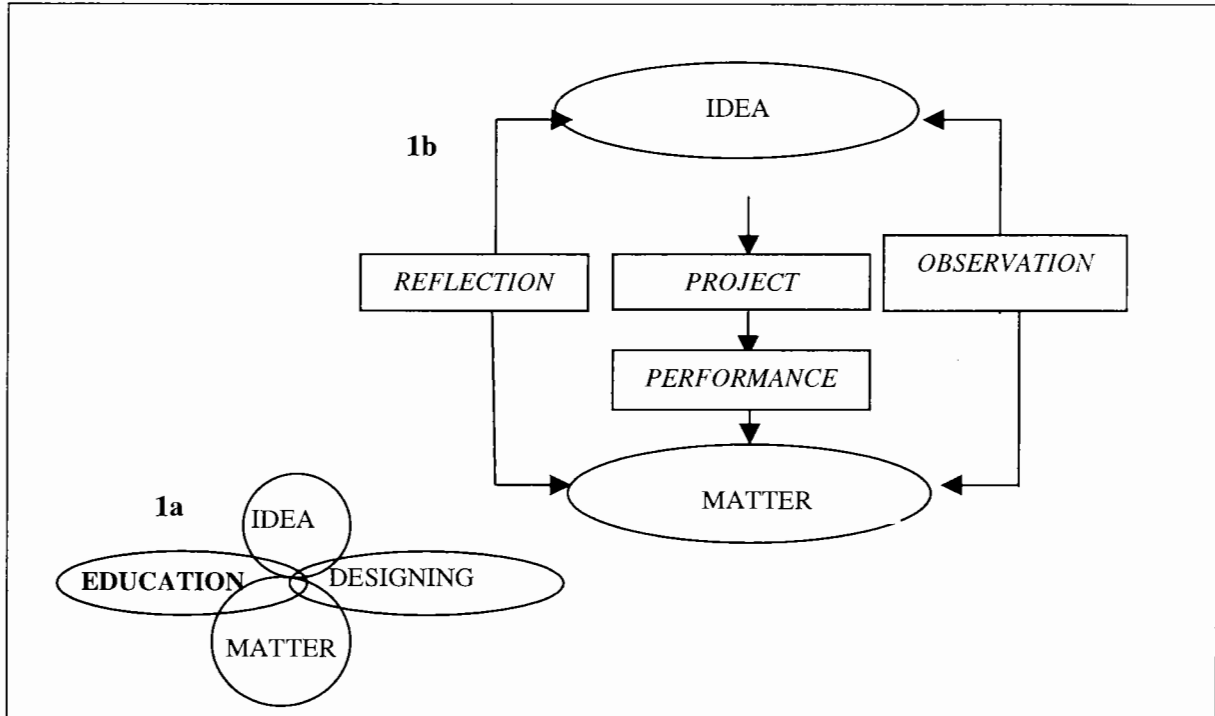 IDEA
1b
REFLECTION
PROJECT
OBSERVATION
PERFORMANCE
MATTER
1a
IDEA
EDUCATION
DESIGNING
MATTER